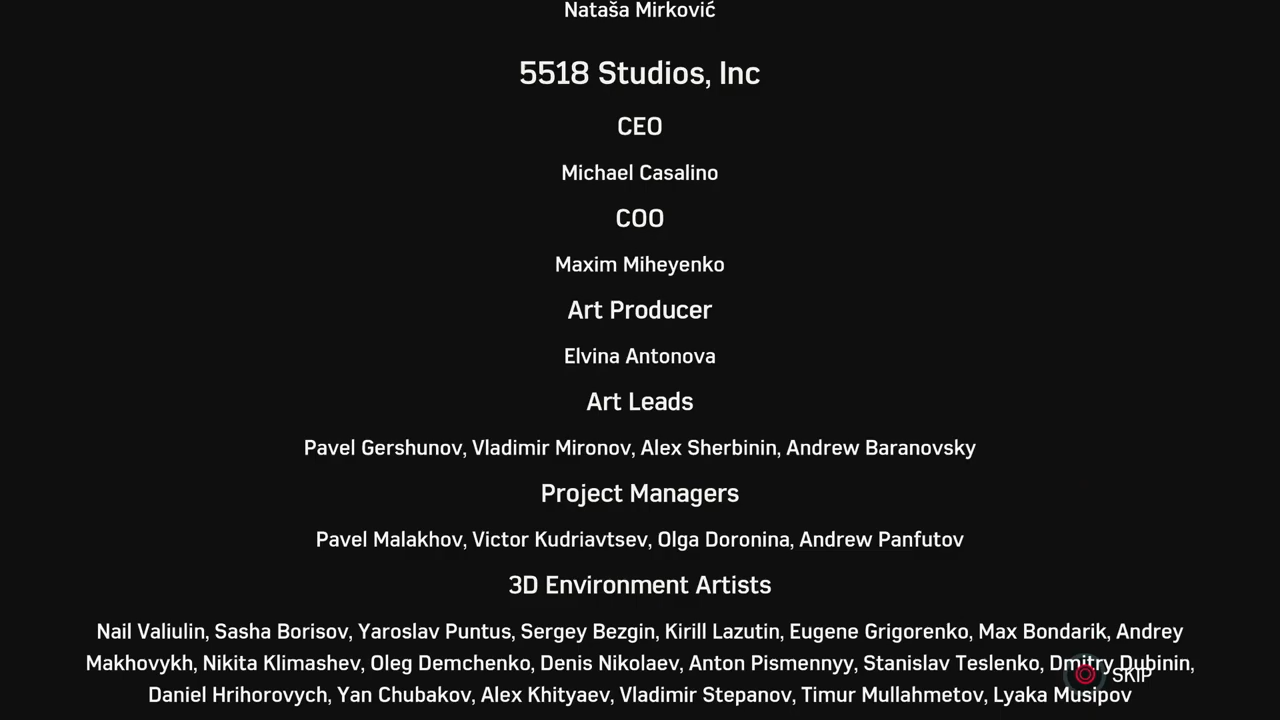 Nataša Mirković
5518 Studios, Inc
CEO
Michael Casalino
COO
Maxim Miheyenko
Art Producer
Elvina Antonova
Art Leads
Pavel Gershunov, Vladimir Mironov, Alex Sherbinin, Andrew Baranovsky
Project Managers
Pavel Malakhov, Victor Kudriavtsev, Olga Doronina, Andrew Panfutov
3D Environment Artists
Nail Valiulin, Sasha Borisov, Yaroslav Puntus, Sergey Bezgin, Kirill Lazutin, Eugene Grigorenko, Max Bondarik, Andrey
Makhovykh, Nikita Klimashev, Oleg Demchenko, Denis Nikolaev, Anton Pismennyy, Stanislav Teslenko, Dmitry Dubinin,
SKIP
Daniel Hrihorovych, Yan Chubakov, Alex Khityaev, Vladimir Stepanov, Timur Mullahmetov, Lyaka Musipov